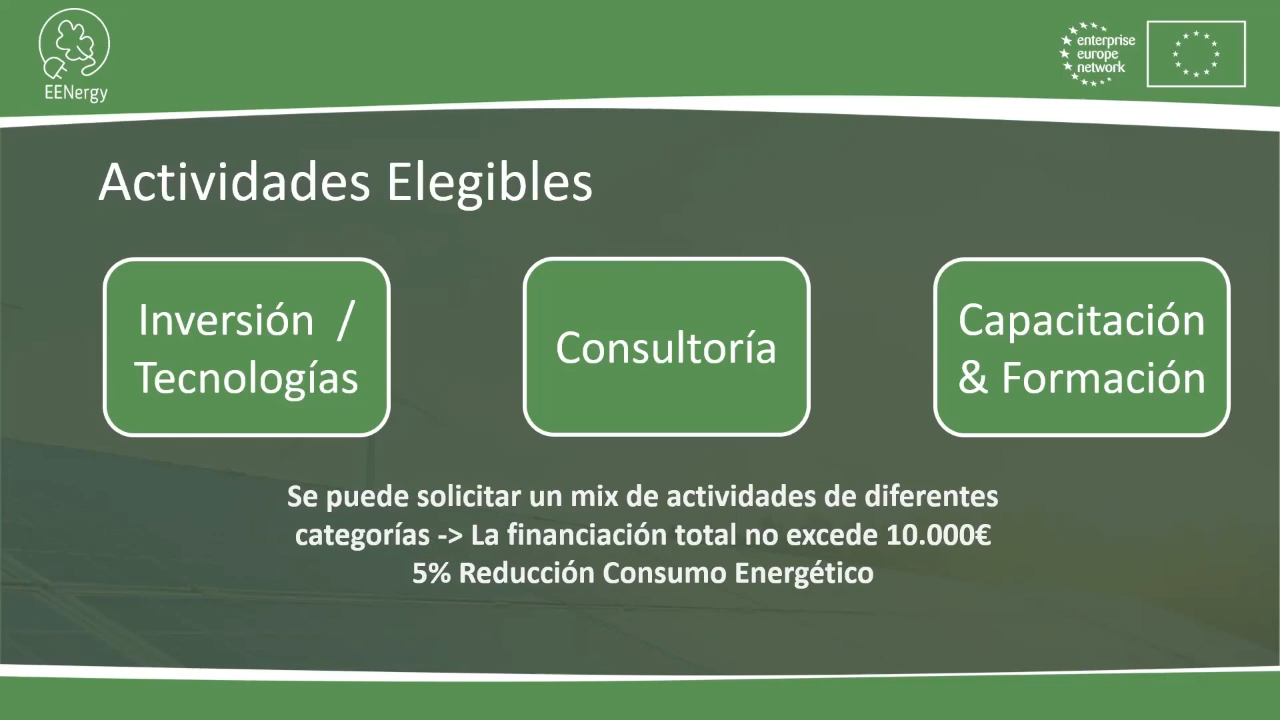 EENergy
enterprise
europe
network
Actividades Elegibles
Inversión /
Tecnologías
Consultoría
Capacitación
& Formación
Se puede solicitar un mix de actividades de diferentes
categorías -> La financiación total no excede 10.000€
5% Reducción Consumo Energético